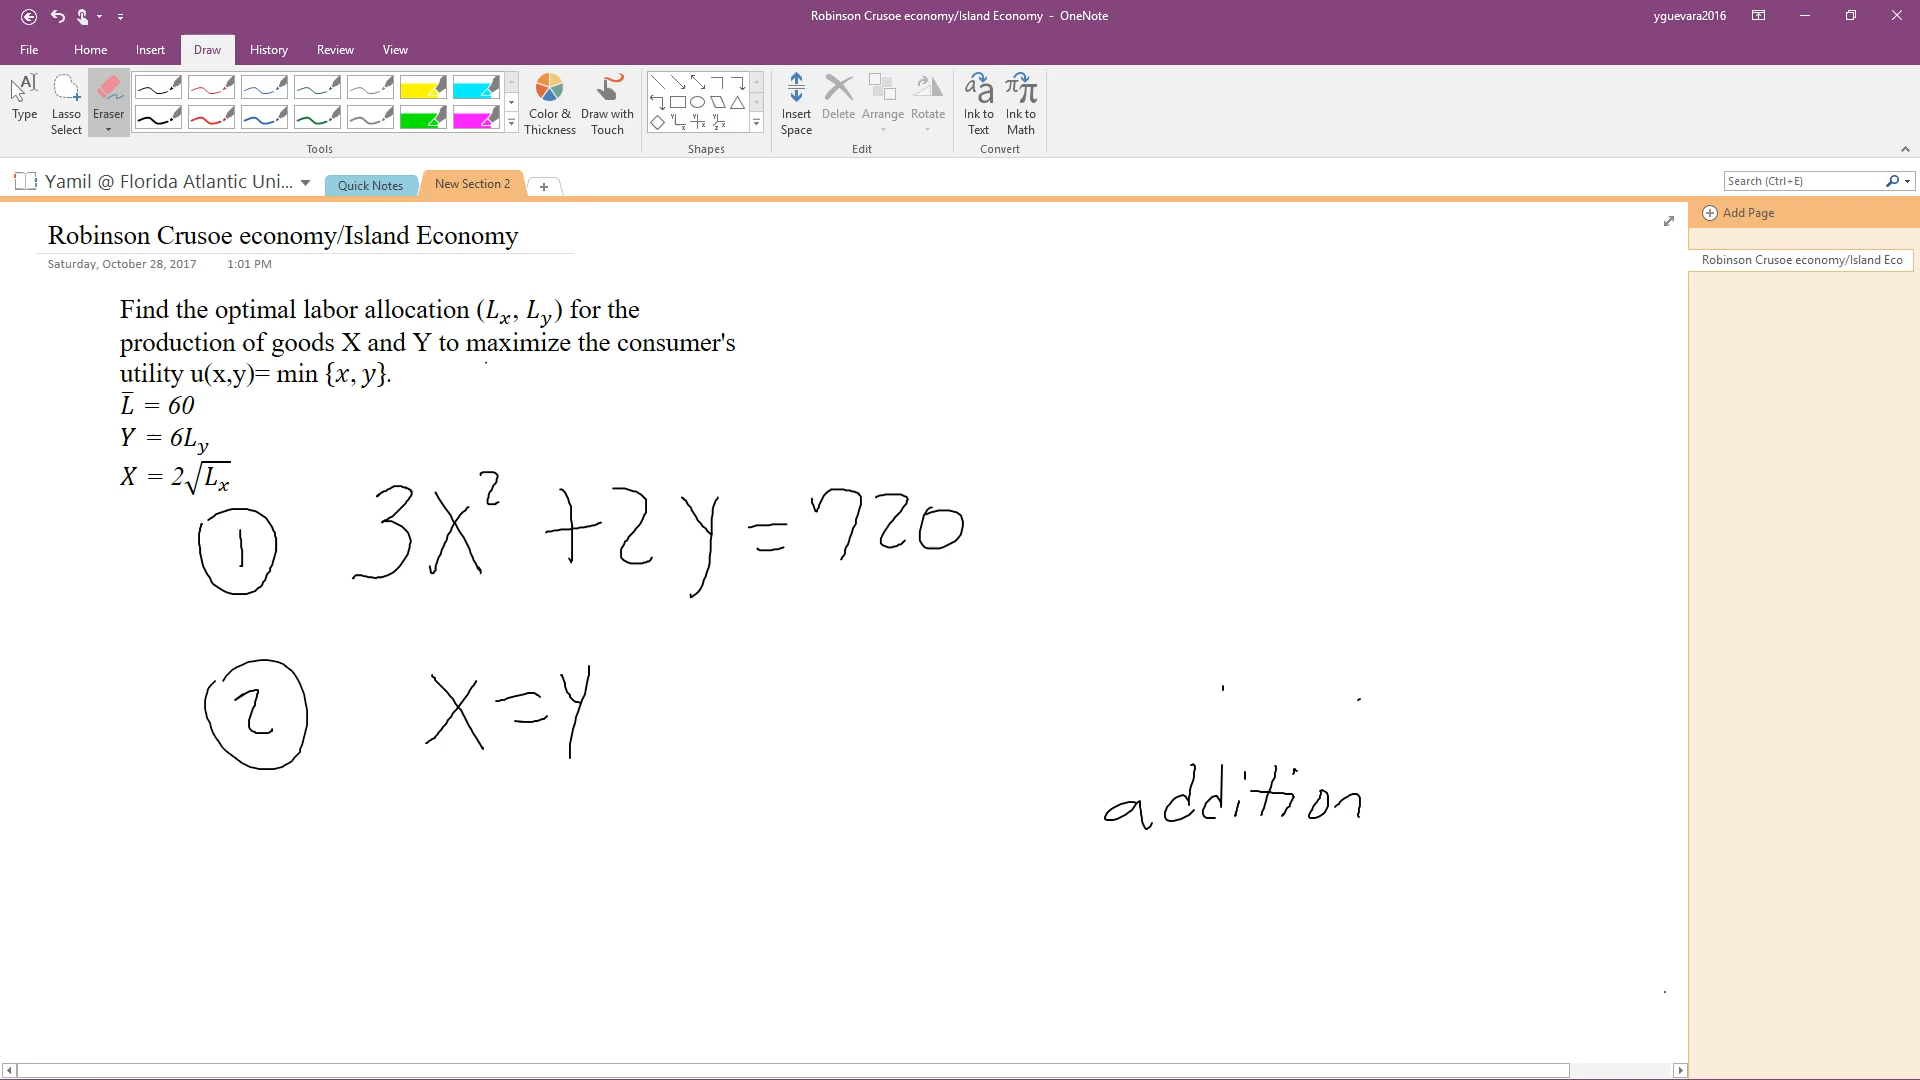 Robinson Crusoe economy/Island Economy - OneNote
yguevara2016
File Home Insert Draw History Review View
Type
Lasso Select
Eraser
Color & Thickness
Draw with Touch
Insert Space
Delete
Arrange
Rotate
Ink to Text
Ink to Math
Tools
Shapes
Edit
Convert
Yamil @ Florida Atlantic Uni...
Quick Notes
New Section 2
Search (Ctrl+E)
Add Page
Robinson Crusoe economy/Island Eco
Robinson Crusoe economy/Island Economy
Saturday, October 28, 2017 1:01 PM
Find the optimal labor allocation (Lₓ, L_y) for the
production of goods X and Y to maximize the consumer's
utility u(x,y)= min {x, y}.
L̅ = 60
Y = 6L_y
X = 2√Lₓ
① 3X² + 2y = 720
② X = Y
addition